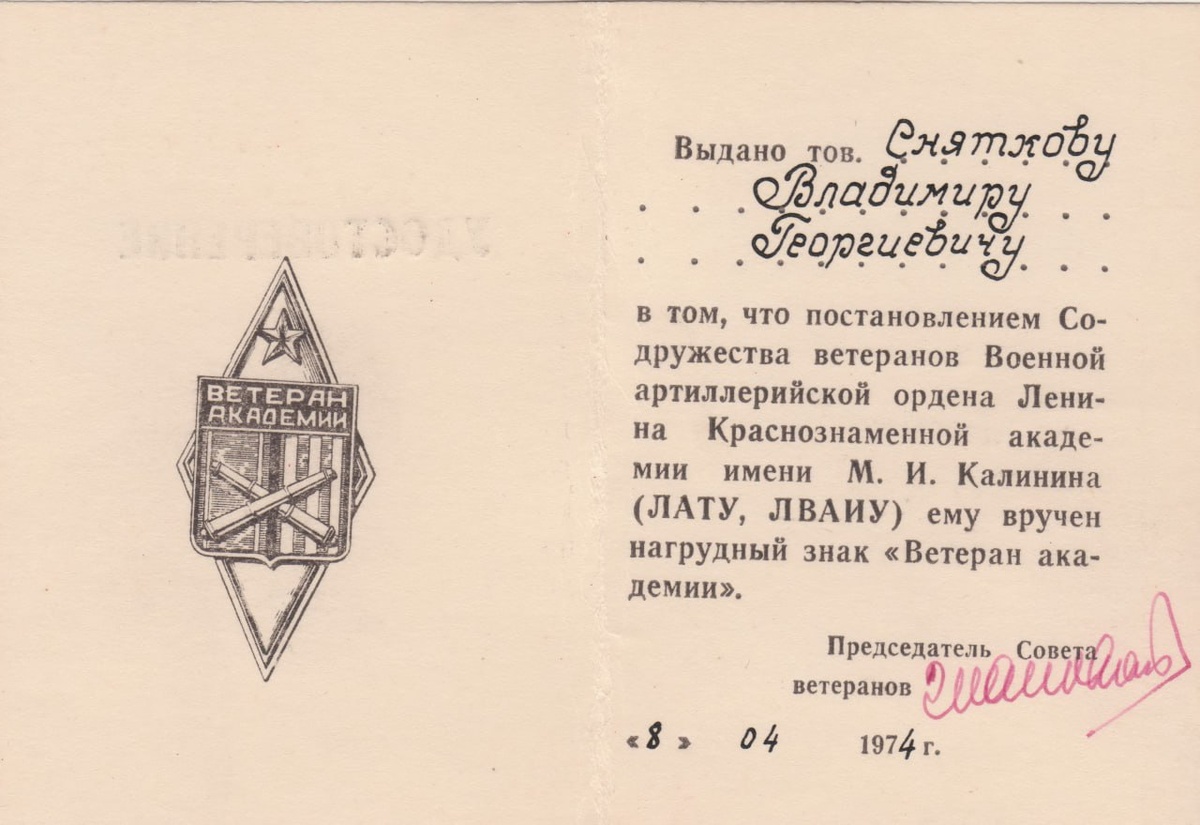 ВЕТЕРАН
АКАДЕМИИ
Выдано тов. Сняткову
Владимиру
Георгиевичу
в том, что постановлением Со-
дружества ветеранов Военной
артиллерийской ордена Лени-
на Краснознаменной акаде-
мии имени М. И. Калинина
(ЛАТУ, ЛВАИУ) ему вручен
нагрудный знак «Ветеран ака-
демии».
Председатель Совета
ветеранов
«8» 04 1974 г.